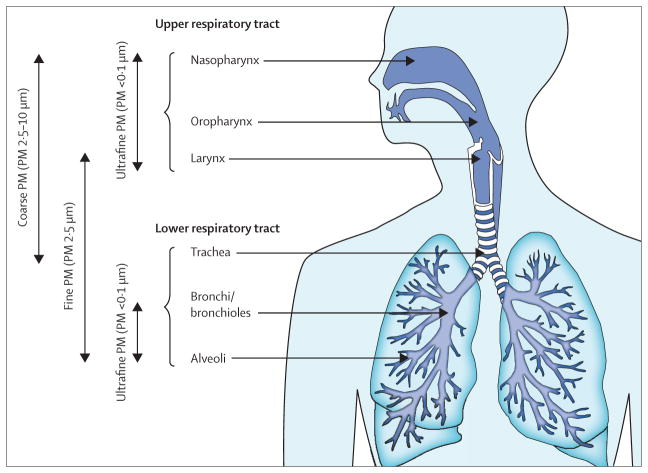 Upper respiratory tract
Nasopharynx
Oropharynx
Larynx
Lower respiratory tract
Trachea
Bronchi/
bronchioles
Alveoli
Coarse PM (PM 2·5–10 μm)
Fine PM (PM 2·5 μm)
Ultrafine PM (PM <0·1 μm)
Ultrafine PM (PM <0·1 μm)